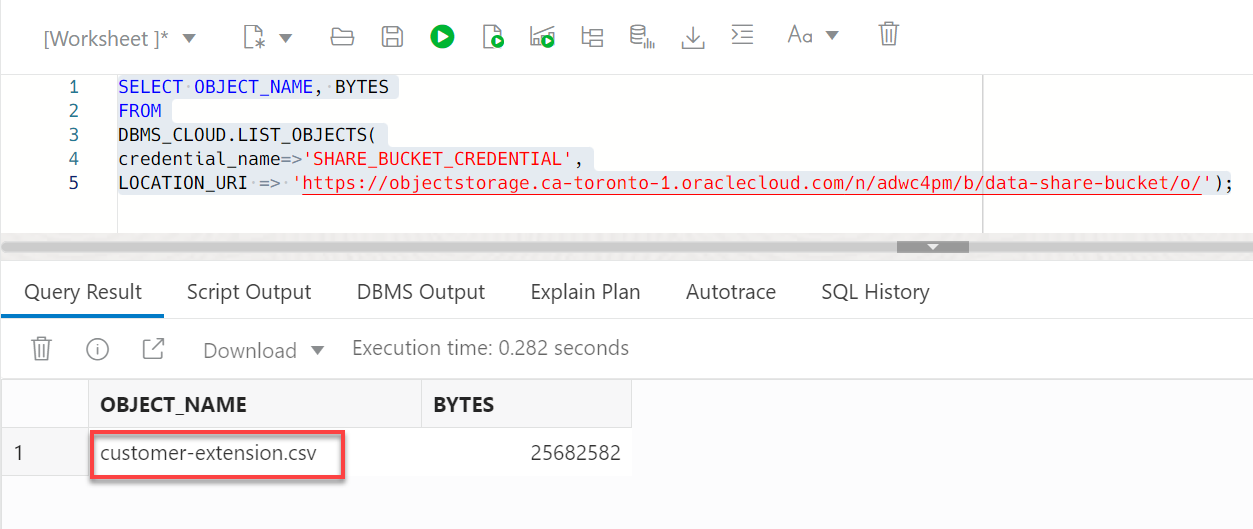 [Worksheet ]*
Aa
1 SELECT OBJECT_NAME, BYTES
2 FROM
3 DBMS_CLOUD.LIST_OBJECTS(
4 credential_name=>'SHARE_BUCKET_CREDENTIAL',
5 LOCATION_URI => 'https://objectstorage.ca-toronto-1.oraclecloud.com/n/adwc4pm/b/data-share-bucket/o/');
Query Result Script Output DBMS Output Explain Plan Autotrace SQL History
Download Execution time: 0.282 seconds
OBJECT_NAME BYTES
1 customer-extension.csv 25682582